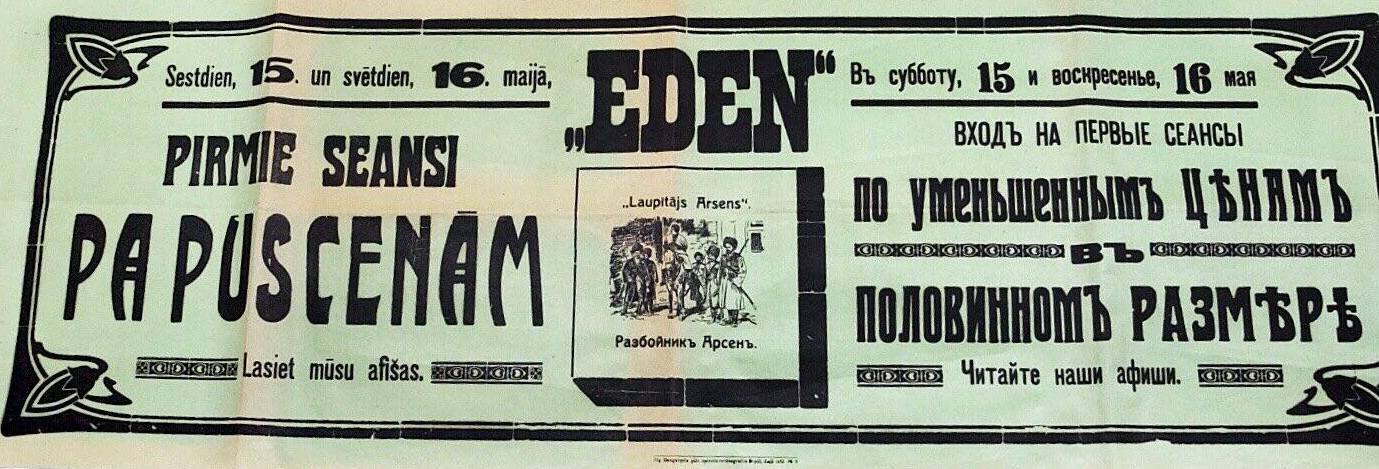 Sestdien, 15. un svētdien, 16. maijā,
PIRMIE SEANSI
PA PUSCENĀM
Lasiet mūsu afišas.
„EDEN“
„Laupītājs Arsens“.
Разбойникъ Арсенъ.
Въ субботу, 15 и воскресенье, 16 мая
ВХОДЪ НА ПЕРВЫЕ СЕАНСЫ
по уменьшеннымъ ЦѢНАМЪ
ВЪ
ПОЛОВИННОМЪ РАЗМѢРѢ
Читайте наши афиши.